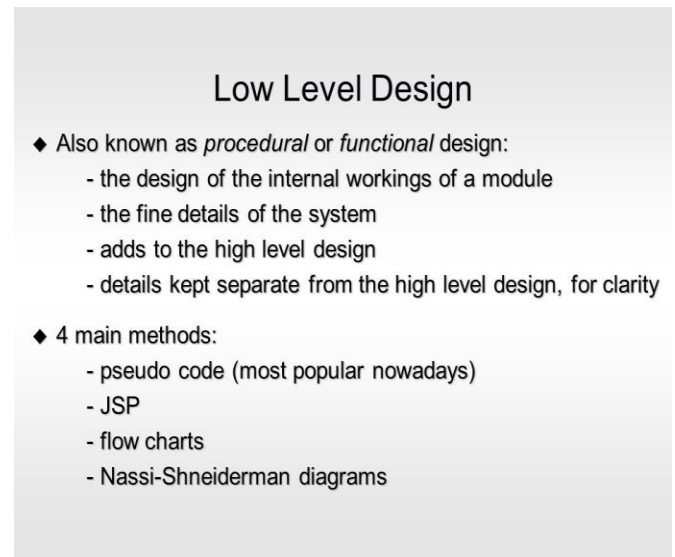 Low Level Design
◆ Also known as procedural or functional design:
- the design of the internal workings of a module
- the fine details of the system
- adds to the high level design
- details kept separate from the high level design, for clarity
◆ 4 main methods:
- pseudo code (most popular nowadays)
- JSP
- flow charts
- Nassi-Shneiderman diagrams